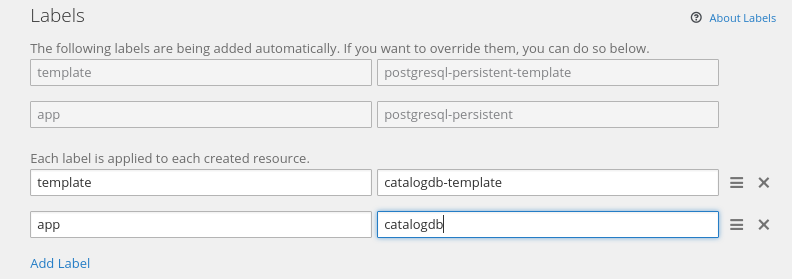 Labels
About Labels
The following labels are being added automatically. If you want to override them, you can do so below.
template postgresql-persistent-template
app postgresql-persistent
Each label is applied to each created resource.
template catalogdb-template
app catalogdb
Add Label